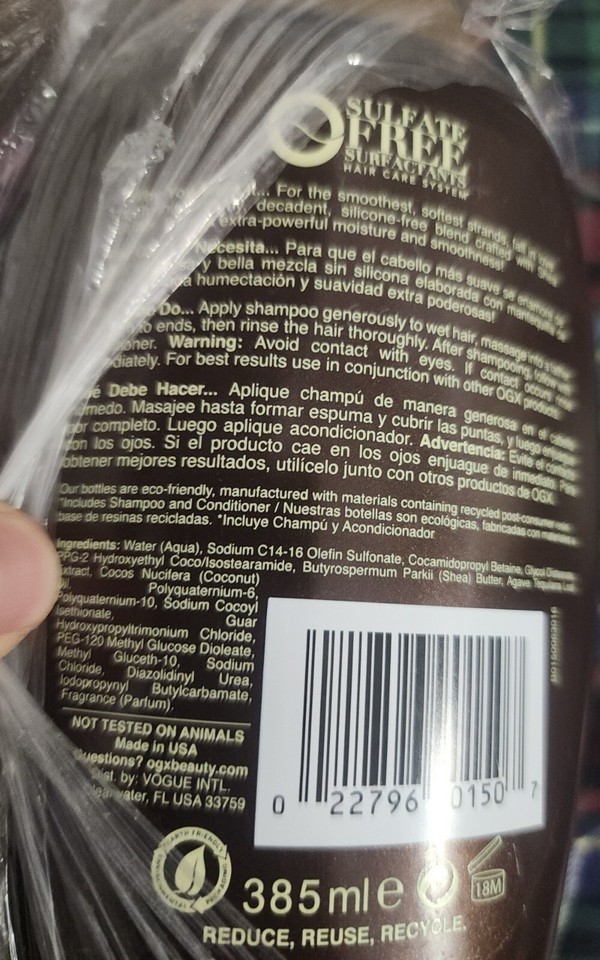 SULFATE
FREE
SURFACTANTS
HAIR CARE SYSTEM
... For the smoothest, softest strands, fall in
decadent, silicone-free blend crafted with
extra-powerful moisture and smoothness!
Necesita... Para que el cabello más suave se enamore
y bella mezcla sin silicona elaborada con
humectación y suavidad extra poderosas!
Do... Apply shampoo generously to wet hair, massage into a
to ends, then rinse the hair thoroughly. After shampooing, follow
Warning: Avoid contact with eyes. If contact occurs
For best results use in conjunction with other OGX products.
Debe Hacer... Aplique champú de manera generosa en el
Masajee hasta formar espuma y cubrir las puntas, y luego
por completo. Luego aplique acondicionador. Advertencia: Evite el
con los ojos. Si el producto cae en los ojos enjuague de inmediato. Para
obtener mejores resultados, utilícelo junto con otros productos de OGX.
Our bottles are eco-friendly, manufactured with materials containing recycled post-consumer
*Includes Shampoo and Conditioner / Nuestras botellas son ecológicas, fabricadas con
base de resinas recicladas. *Incluye Champú y Acondicionador
Ingredients: Water (Aqua), Sodium C14-16 Olefin Sulfonate, Cocamidopropyl Betaine, Glycol
PPG-2 Hydroxyethyl Coco/Isostearamide, Butyrospermum Parkii (Shea) Butter, Agave
Extract, Cocos Nucifera (Coconut)
Polyquaternium-6,
Polyquaternium-10, Sodium Cocoyl
Isethionate, Guar
Hydroxypropyltrimonium Chloride,
PEG-120 Methyl Glucose Dioleate,
Methyl Gluceth-10, Sodium
Chloride, Diazolidinyl Urea,
Iodopropynyl Butylcarbamate,
Fragrance (Parfum).
NOT TESTED ON ANIMALS
Made in USA
Questions? ogxbeauty.com
Dist. by: VOGUE INTL.
Clearwater, FL USA 33759
0 22796 0150 7
385 ml e
18M
REDUCE, REUSE, RECYCLE.